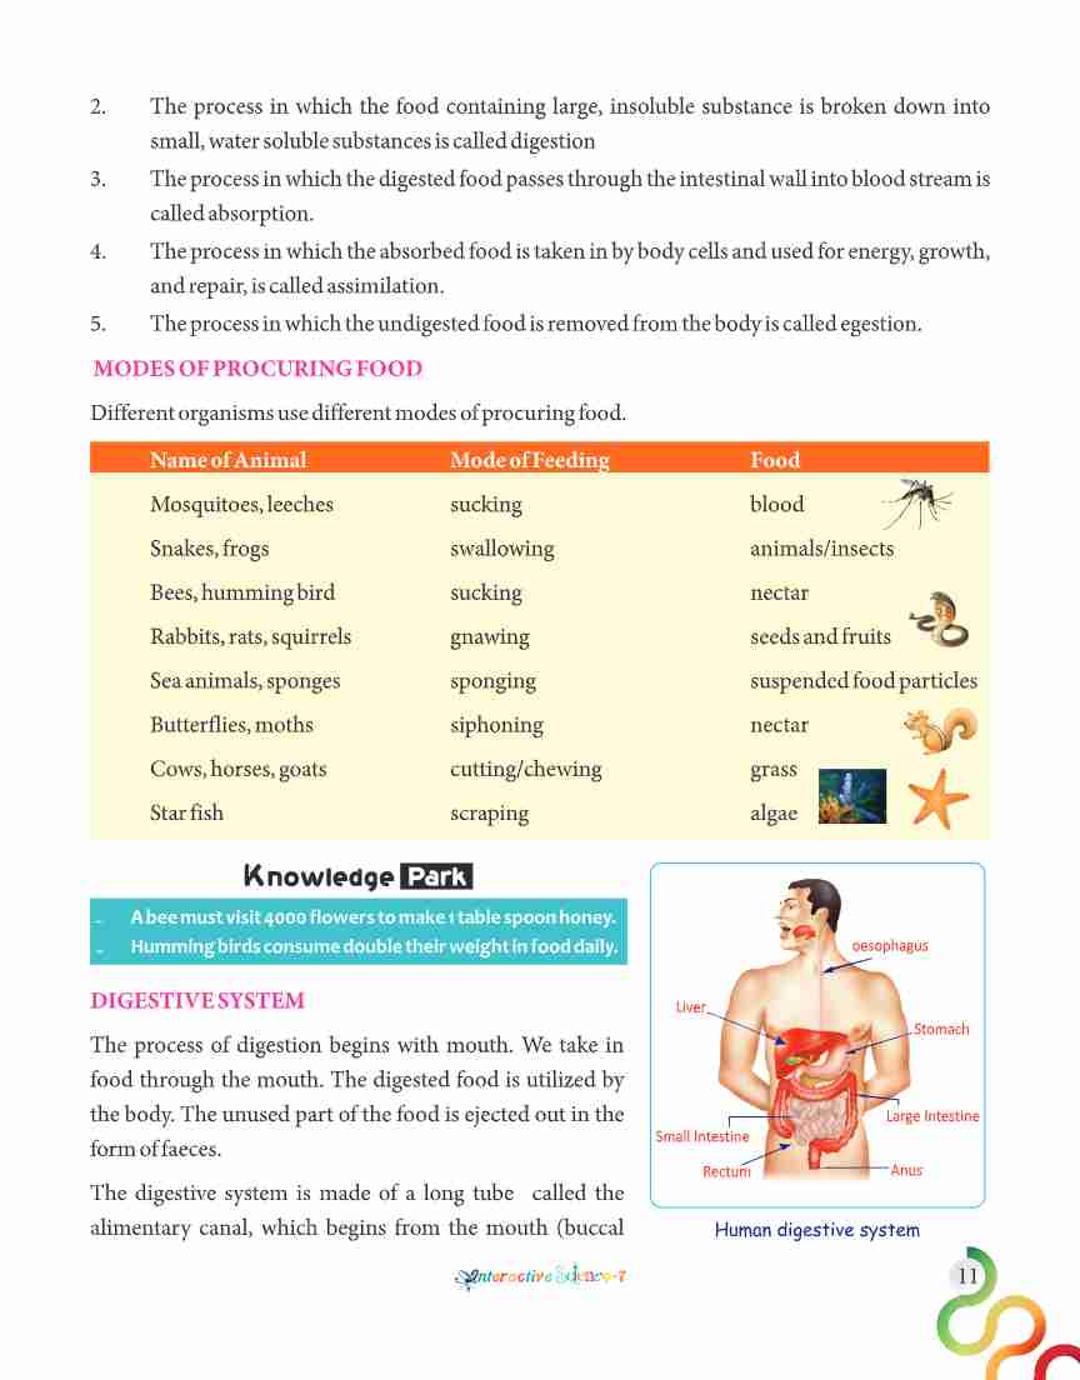 2. The process in which the food containing large, insoluble substance is broken down into
small, water soluble substances is called digestion
3. The process in which the digested food passes through the intestinal wall into blood stream is
called absorption.
4. The process in which the absorbed food is taken in by body cells and used for energy, growth,
and repair, is called assimilation.
5. The process in which the undigested food is removed from the body is called egestion.
MODES OF PROCURING FOOD
Different organisms use different modes of procuring food.
Name of Animal Mode of Feeding Food
Mosquitoes, leeches sucking blood
Snakes, frogs swallowing animals/insects
Bees, humming bird sucking nectar
Rabbits, rats, squirrels gnawing seeds and fruits
Sea animals, sponges sponging suspended food particles
Butterflies, moths siphoning nectar
Cows, horses, goats cutting/chewing grass
Star fish scraping algae
Knowledge Park
- A bee must visit 4000 flowers to make 1 table spoon honey.
- Humming birds consume double their weight in food daily.
DIGESTIVE SYSTEM
The process of digestion begins with mouth. We take in
food through the mouth. The digested food is utilized by
the body. The unused part of the food is ejected out in the
form of faeces.
The digestive system is made of a long tube called the
alimentary canal, which begins from the mouth (buccal
oesophagus
Liver
Stomach
Large Intestine
Small Intestine
Rectum
Anus
Human digestive system
Interactive Science-7
11